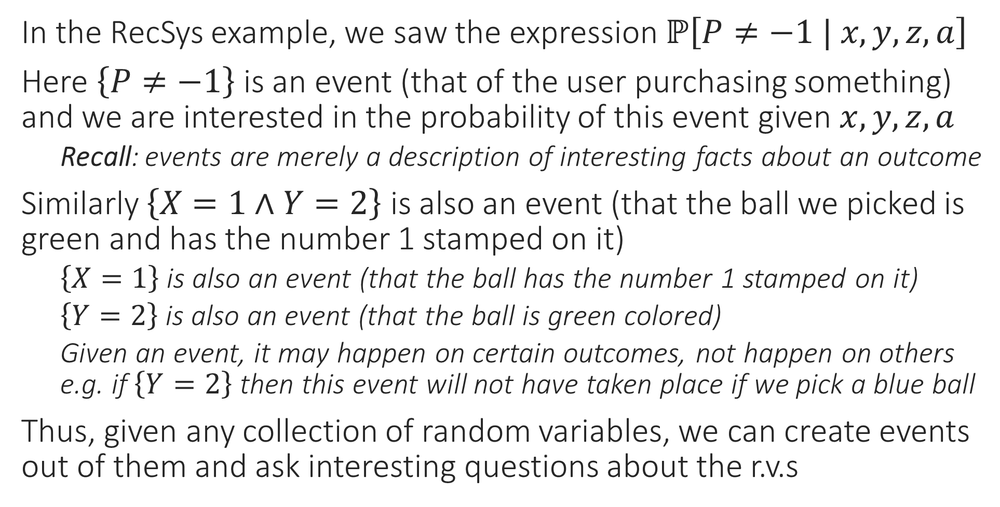 In the RecSys example, we saw the expression ℙ[P ≠ −1 | x, y, z, a]
Here {P ≠ −1} is an event (that of the user purchasing something)
and we are interested in the probability of this event given x, y, z, a
Recall: events are merely a description of interesting facts about an outcome
Similarly {X = 1 ∧ Y = 2} is also an event (that the ball we picked is
green and has the number 1 stamped on it)
{X = 1} is also an event (that the ball has the number 1 stamped on it)
{Y = 2} is also an event (that the ball is green colored)
Given an event, it may happen on certain outcomes, not happen on others
e.g. if {Y = 2} then this event will not have taken place if we pick a blue ball
Thus, given any collection of random variables, we can create events
out of them and ask interesting questions about the r.v.s